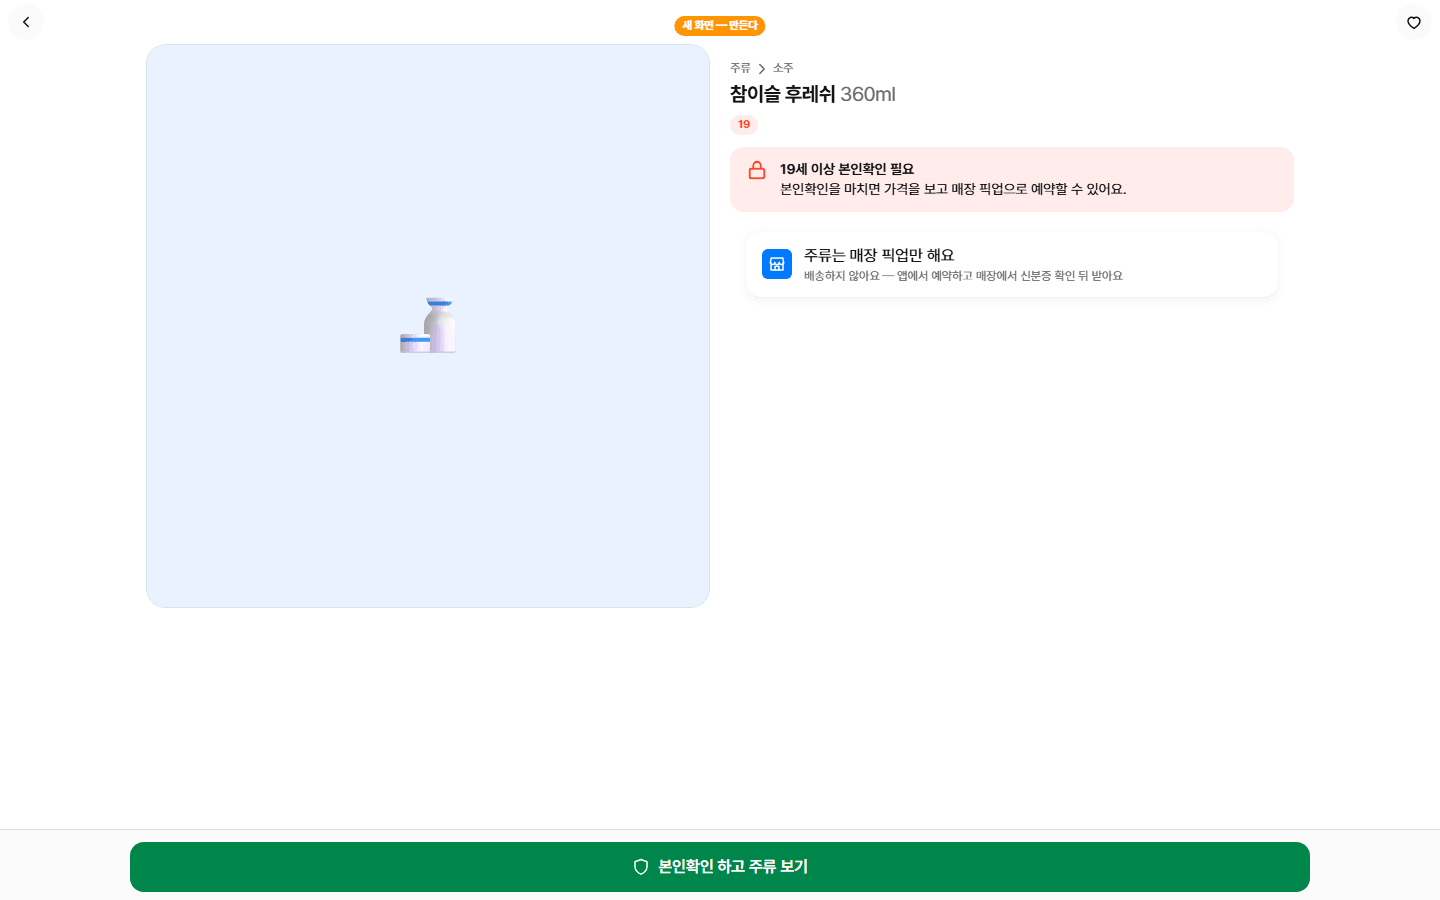 새 화면 — 만든다
주류 > 소주
참이슬 후레쉬 360ml
19
19세 이상 본인확인 필요
본인확인을 마치면 가격을 보고 매장 픽업으로 예약할 수 있어요.
주류는 매장 픽업만 해요
배송하지 않아요 — 앱에서 예약하고 매장에서 신분증 확인 뒤 받아요
본인확인 하고 주류 보기